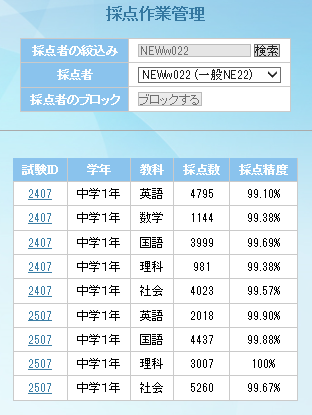 採点作業管理
採点者の絞込み NEWw022 検索
採点者 NEWw022 (一般NE22)
採点者のブロック ブロックする
試験ID 学年 教科 採点数 採点精度
2407 中学1年 英語 4795 99.10%
2407 中学1年 数学 1144 99.38%
2407 中学1年 国語 3999 99.69%
2407 中学1年 理科 981 99.38%
2407 中学1年 社会 4023 99.57%
2507 中学1年 英語 2018 99.90%
2507 中学1年 国語 4437 99.88%
2507 中学1年 理科 3007 100%
2507 中学1年 社会 5260 99.67%